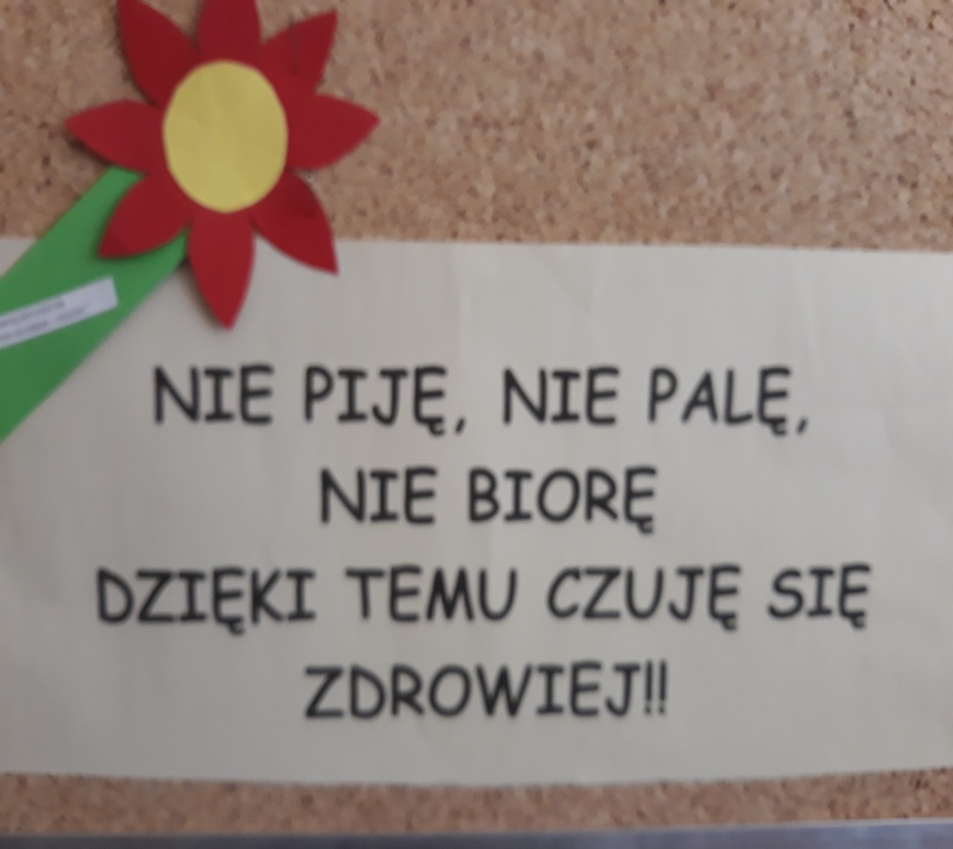 NIE PIJĘ, NIE PALĘ,
NIE BIORĘ
DZIĘKI TEMU CZUJĘ SIĘ
ZDROWIEJ!!